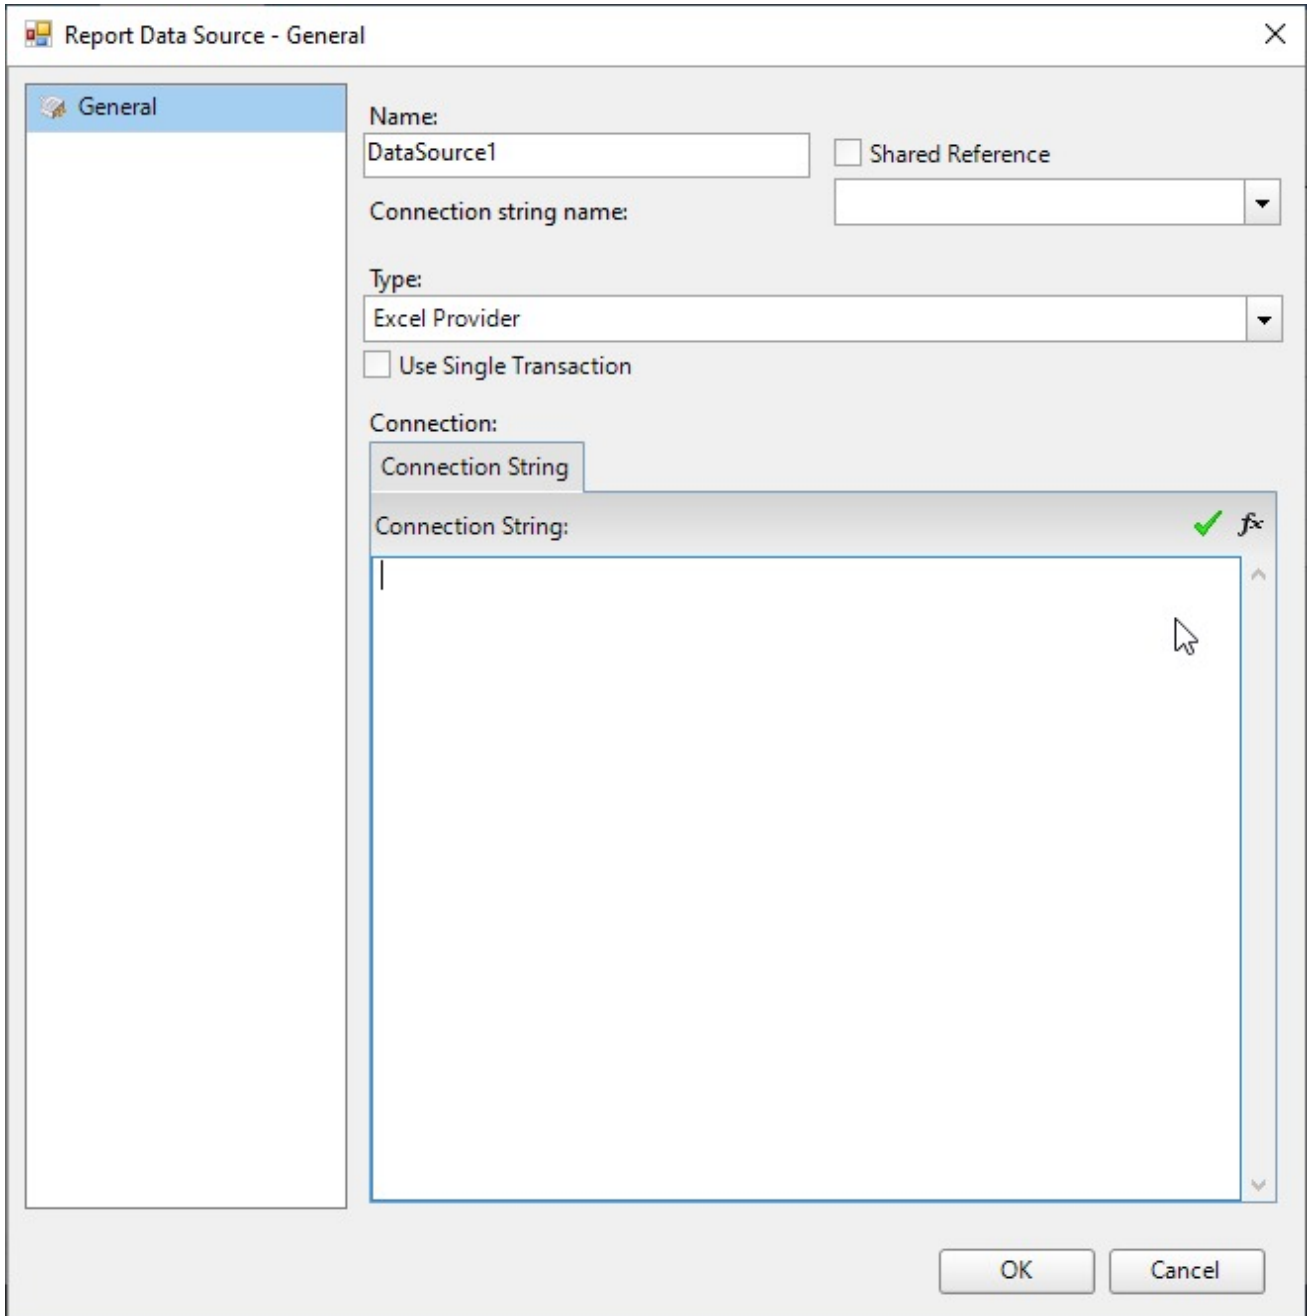 Report Data Source - General
General
Name:
DataSource1
Shared Reference
Connection string name:
Type:
Excel Provider
Use Single Transaction
Connection:
Connection String
Connection String:
fx
OK
Cancel